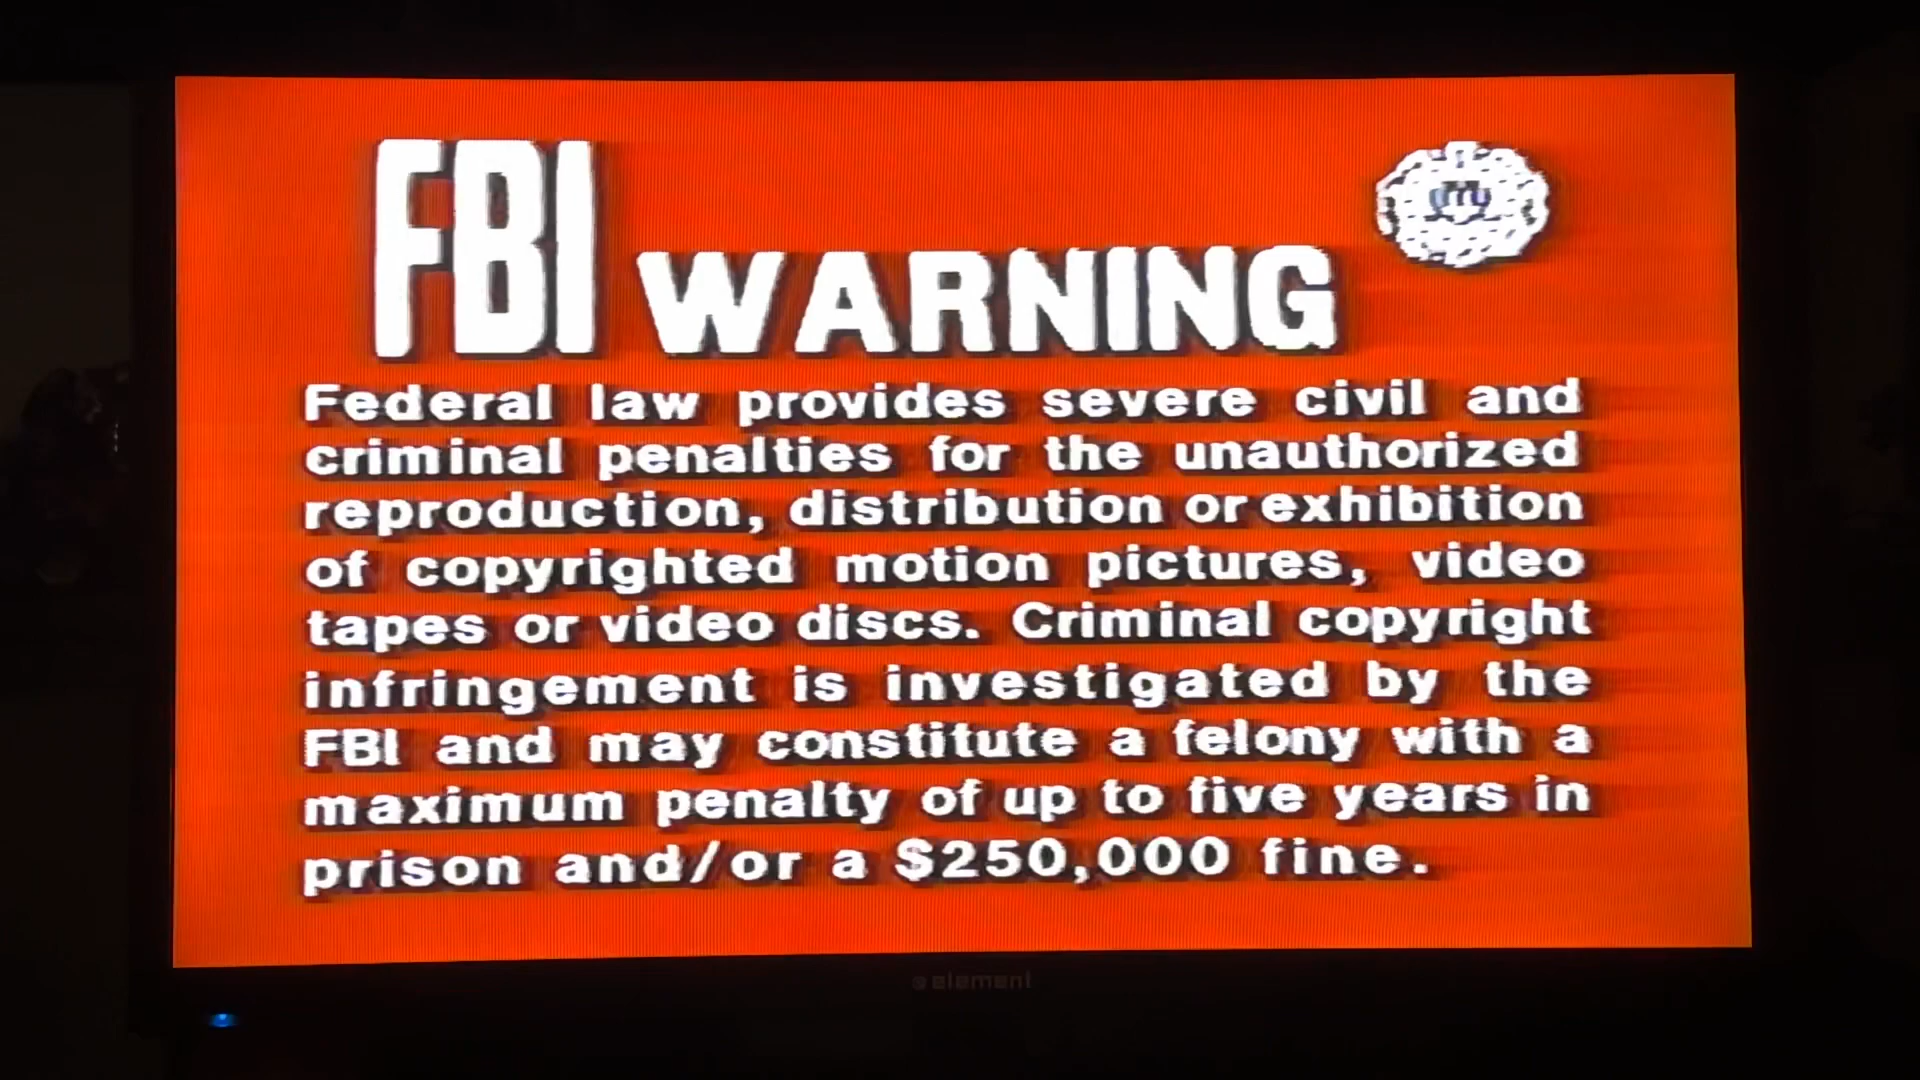 FBI WARNING
Federal law provides severe civil and
criminal penalties for the unauthorized
reproduction, distribution or exhibition
of copyrighted motion pictures, video
tapes or video discs. Criminal copyright
infringement is investigated by the
FBI and may constitute a felony with a
maximum penalty of up to five years in
prison and/or a $250,000 fine.
element